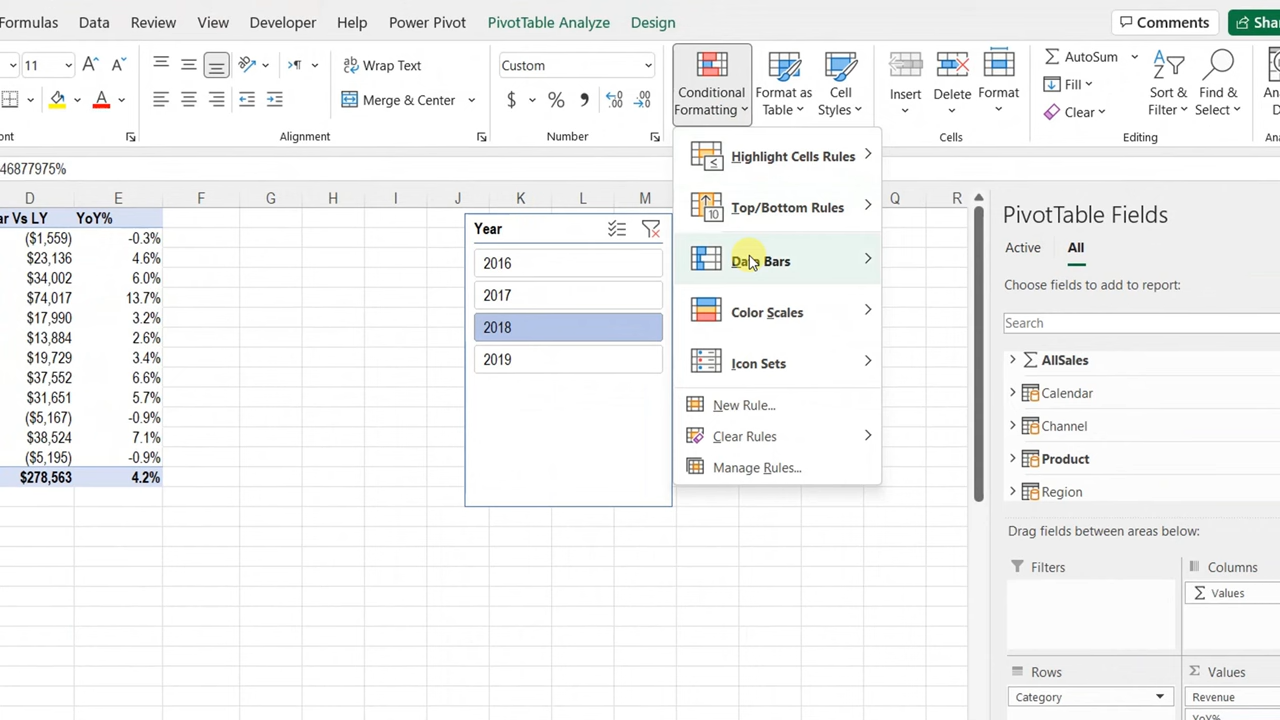 Formulas Data Review View Developer Help Power Pivot PivotTable Analyze Design Comments
11 Wrap Text Custom Conditional Formatting Format as Table Cell Styles Insert Delete Format AutoSum Fill Clear Sort & Filter Find & Select
Merge & Center $ %
Alignment Number Cells Editing
46877975%
D E F G H I J K L M Q R
Vs LY YoY%
($1,559) -0.3%
$23,136 4.6%
$34,002 6.0%
$74,017 13.7%
$17,990 3.2%
$13,884 2.6%
$19,729 3.4%
$37,552 6.6%
$31,651 5.7%
($5,167) -0.9%
$38,524 7.1%
($5,195) -0.9%
$278,563 4.2%
Year
2016
2017
2018
2019
Highlight Cells Rules
Top/Bottom Rules
Data Bars
Color Scales
Icon Sets
New Rule...
Clear Rules
Manage Rules...
PivotTable Fields
Active All
Choose fields to add to report:
Search
AllSales
Calendar
Channel
Product
Region
Drag fields between areas below:
Filters Columns
Σ Values
Rows Σ Values
Category Revenue
YoY%